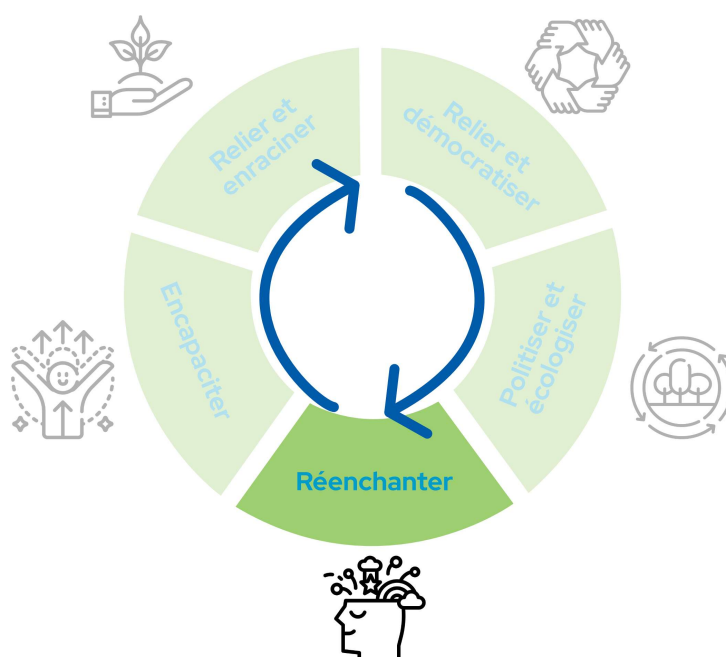 Relier et
enraciner
Relier et
démocratiser
Encapaciter
Politiser et
écologiser
Réenchanter